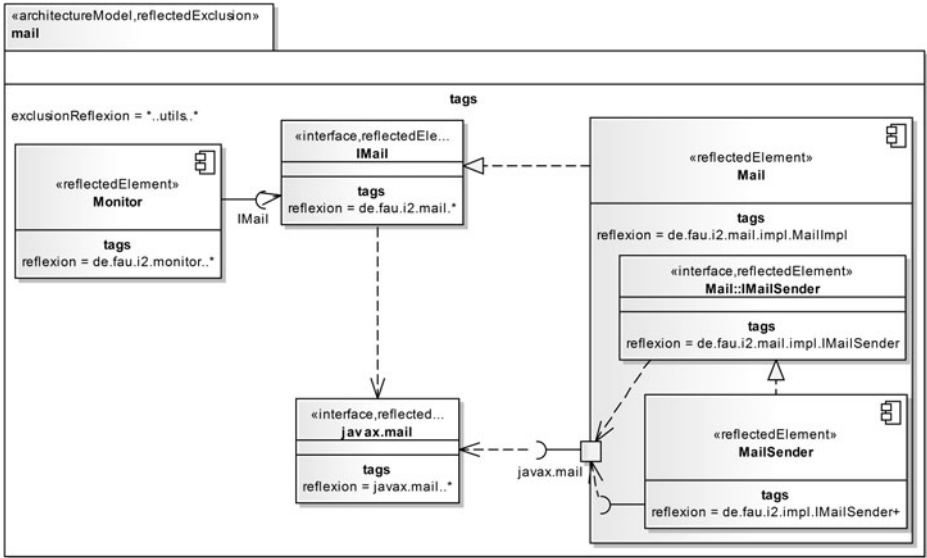 «architectureModel,reflectedExclusion»
mail
tags
exclusionReflexion = *..utils..*
«reflectedElement»
Monitor
tags
reflexion = de.fau.i2.monitor..*
IMail
«interface,reflectedEle...
IMail
tags
reflexion = de.fau.i2.mail.*
«reflectedElement»
Mail
tags
reflexion = de.fau.i2.mail.impl.MailImpl
«interface,reflectedElement»
Mail::IMailSender
tags
reflexion = de.fau.i2.mail.impl.IMailSender
«interface,reflected...
javax.mail
tags
reflexion = javax.mail..*
javax.mail
«reflectedElement»
MailSender
tags
reflexion = de.fau.i2.impl.IMailSender+